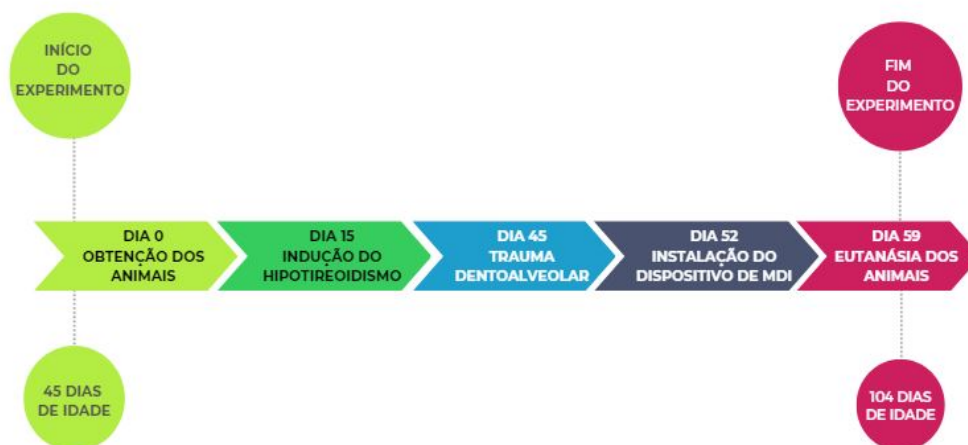 INÍCIO
DO
EXPERIMENTO
FIM
DO
EXPERIMENTO
DIA 0
OBTENÇÃO DOS
ANIMAIS
DIA 15
INDUÇÃO DO
HIPOTIREOIDISMO
DIA 45
TRAUMA
DENTOALVEOLAR
DIA 52
INSTALAÇÃO DO
DISPOSITIVO DE MDI
DIA 59
EUTANÁSIA DOS
ANIMAIS
45 DIAS
DE IDADE
104 DIAS
DE IDADE